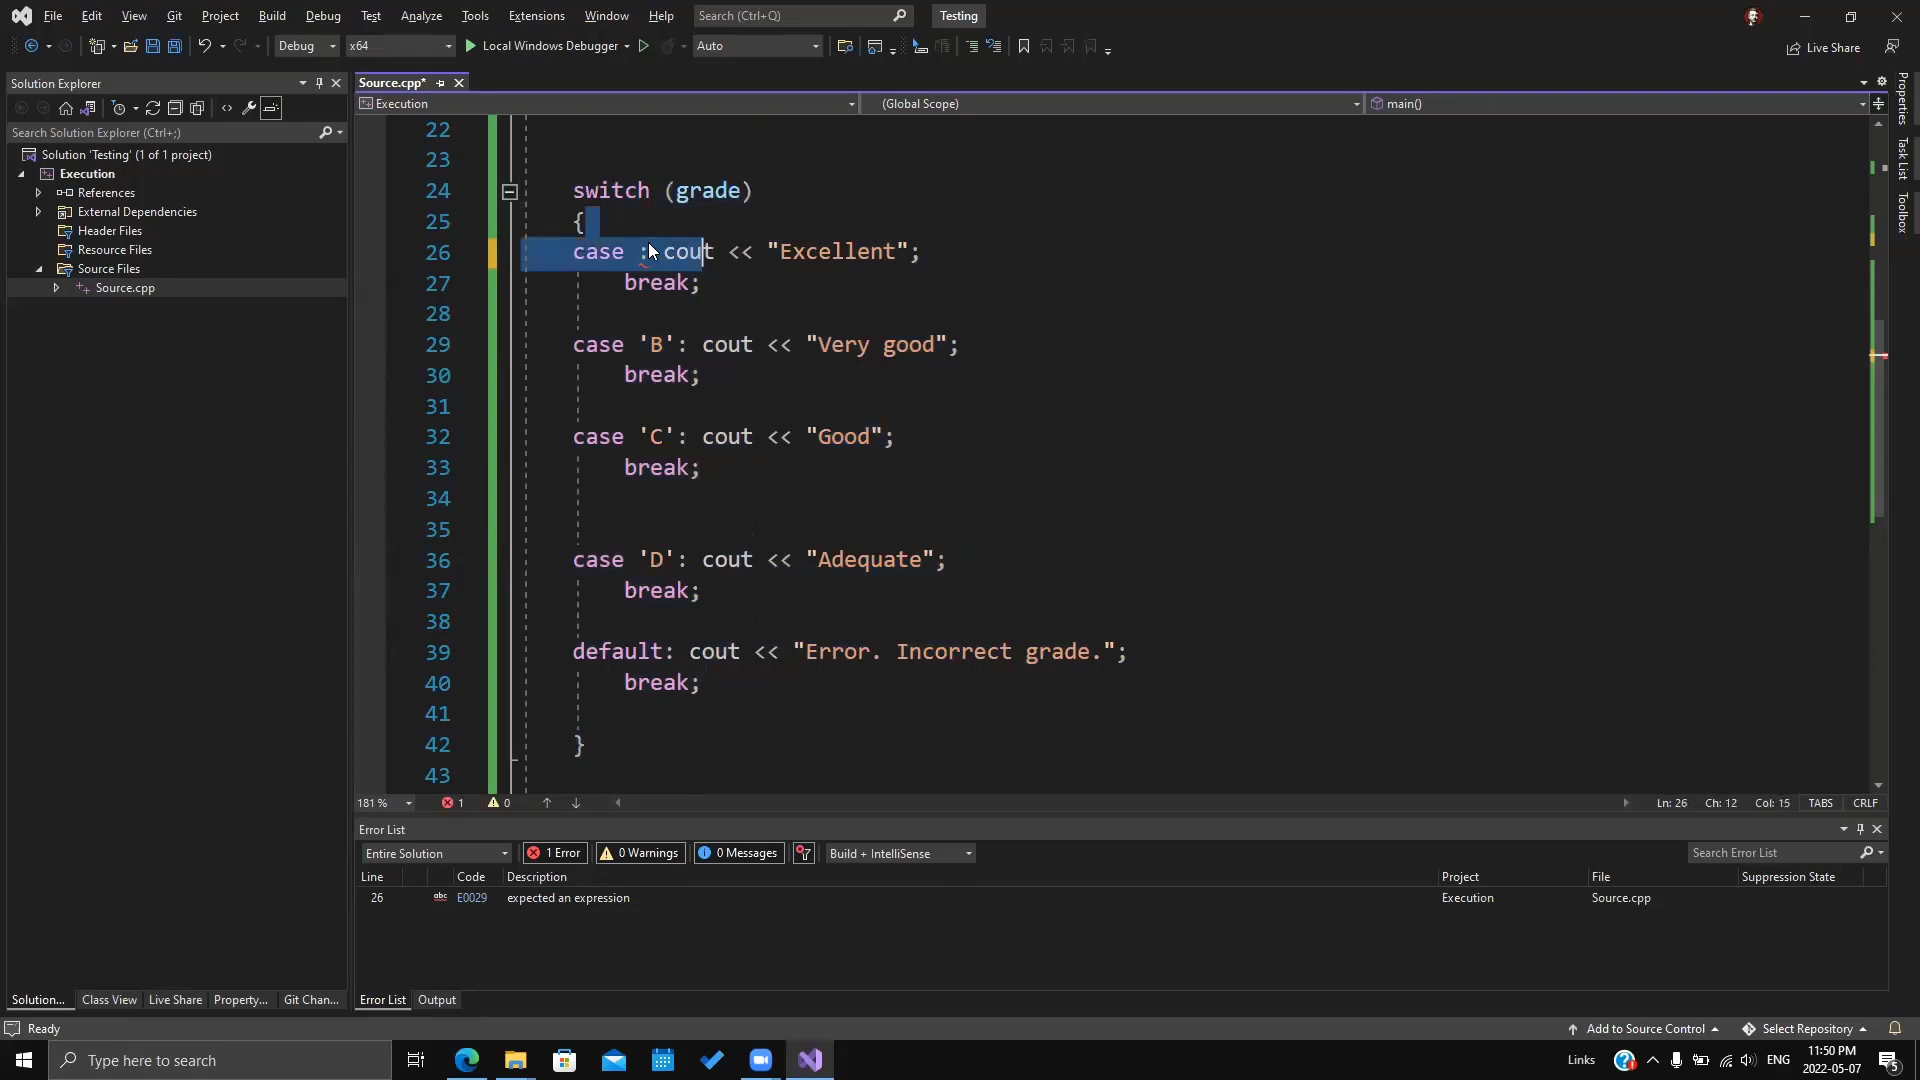 File Edit View Git Project Build Debug Test Analyze Tools Extensions Window Help Search (Ctrl+Q) Testing
Debug x64 Local Windows Debugger Auto Live Share
Solution Explorer
Search Solution Explorer (Ctrl+;)
Solution 'Testing' (1 of 1 project)
Execution
References
External Dependencies
Header Files
Resource Files
Source Files
Source.cpp
Source.cpp*
Execution (Global Scope) main()
22
23
24 switch (grade)
25 {
26 case : cout << "Excellent";
27 break;
28
29 case 'B': cout << "Very good";
30 break;
31
32 case 'C': cout << "Good";
33 break;
34
35
36 case 'D': cout << "Adequate";
37 break;
38
39 default: cout << "Error. Incorrect grade.";
40 break;
41
42 }
43
181 % 1 0 Ln: 26 Ch: 12 Col: 15 TABS CRLF
Properties
Task List
Toolbox
Error List
Entire Solution 1 Error 0 Warnings 0 Messages Build + IntelliSense Search Error List
Line Code Description Project File Suppression State
26 abc E0029 expected an expression Execution Source.cpp
Solution... Class View Live Share Property... Git Chan... Error List Output
Ready Add to Source Control Select Repository
Type here to search Links ENG 11:50 PM
2022-05-07 5